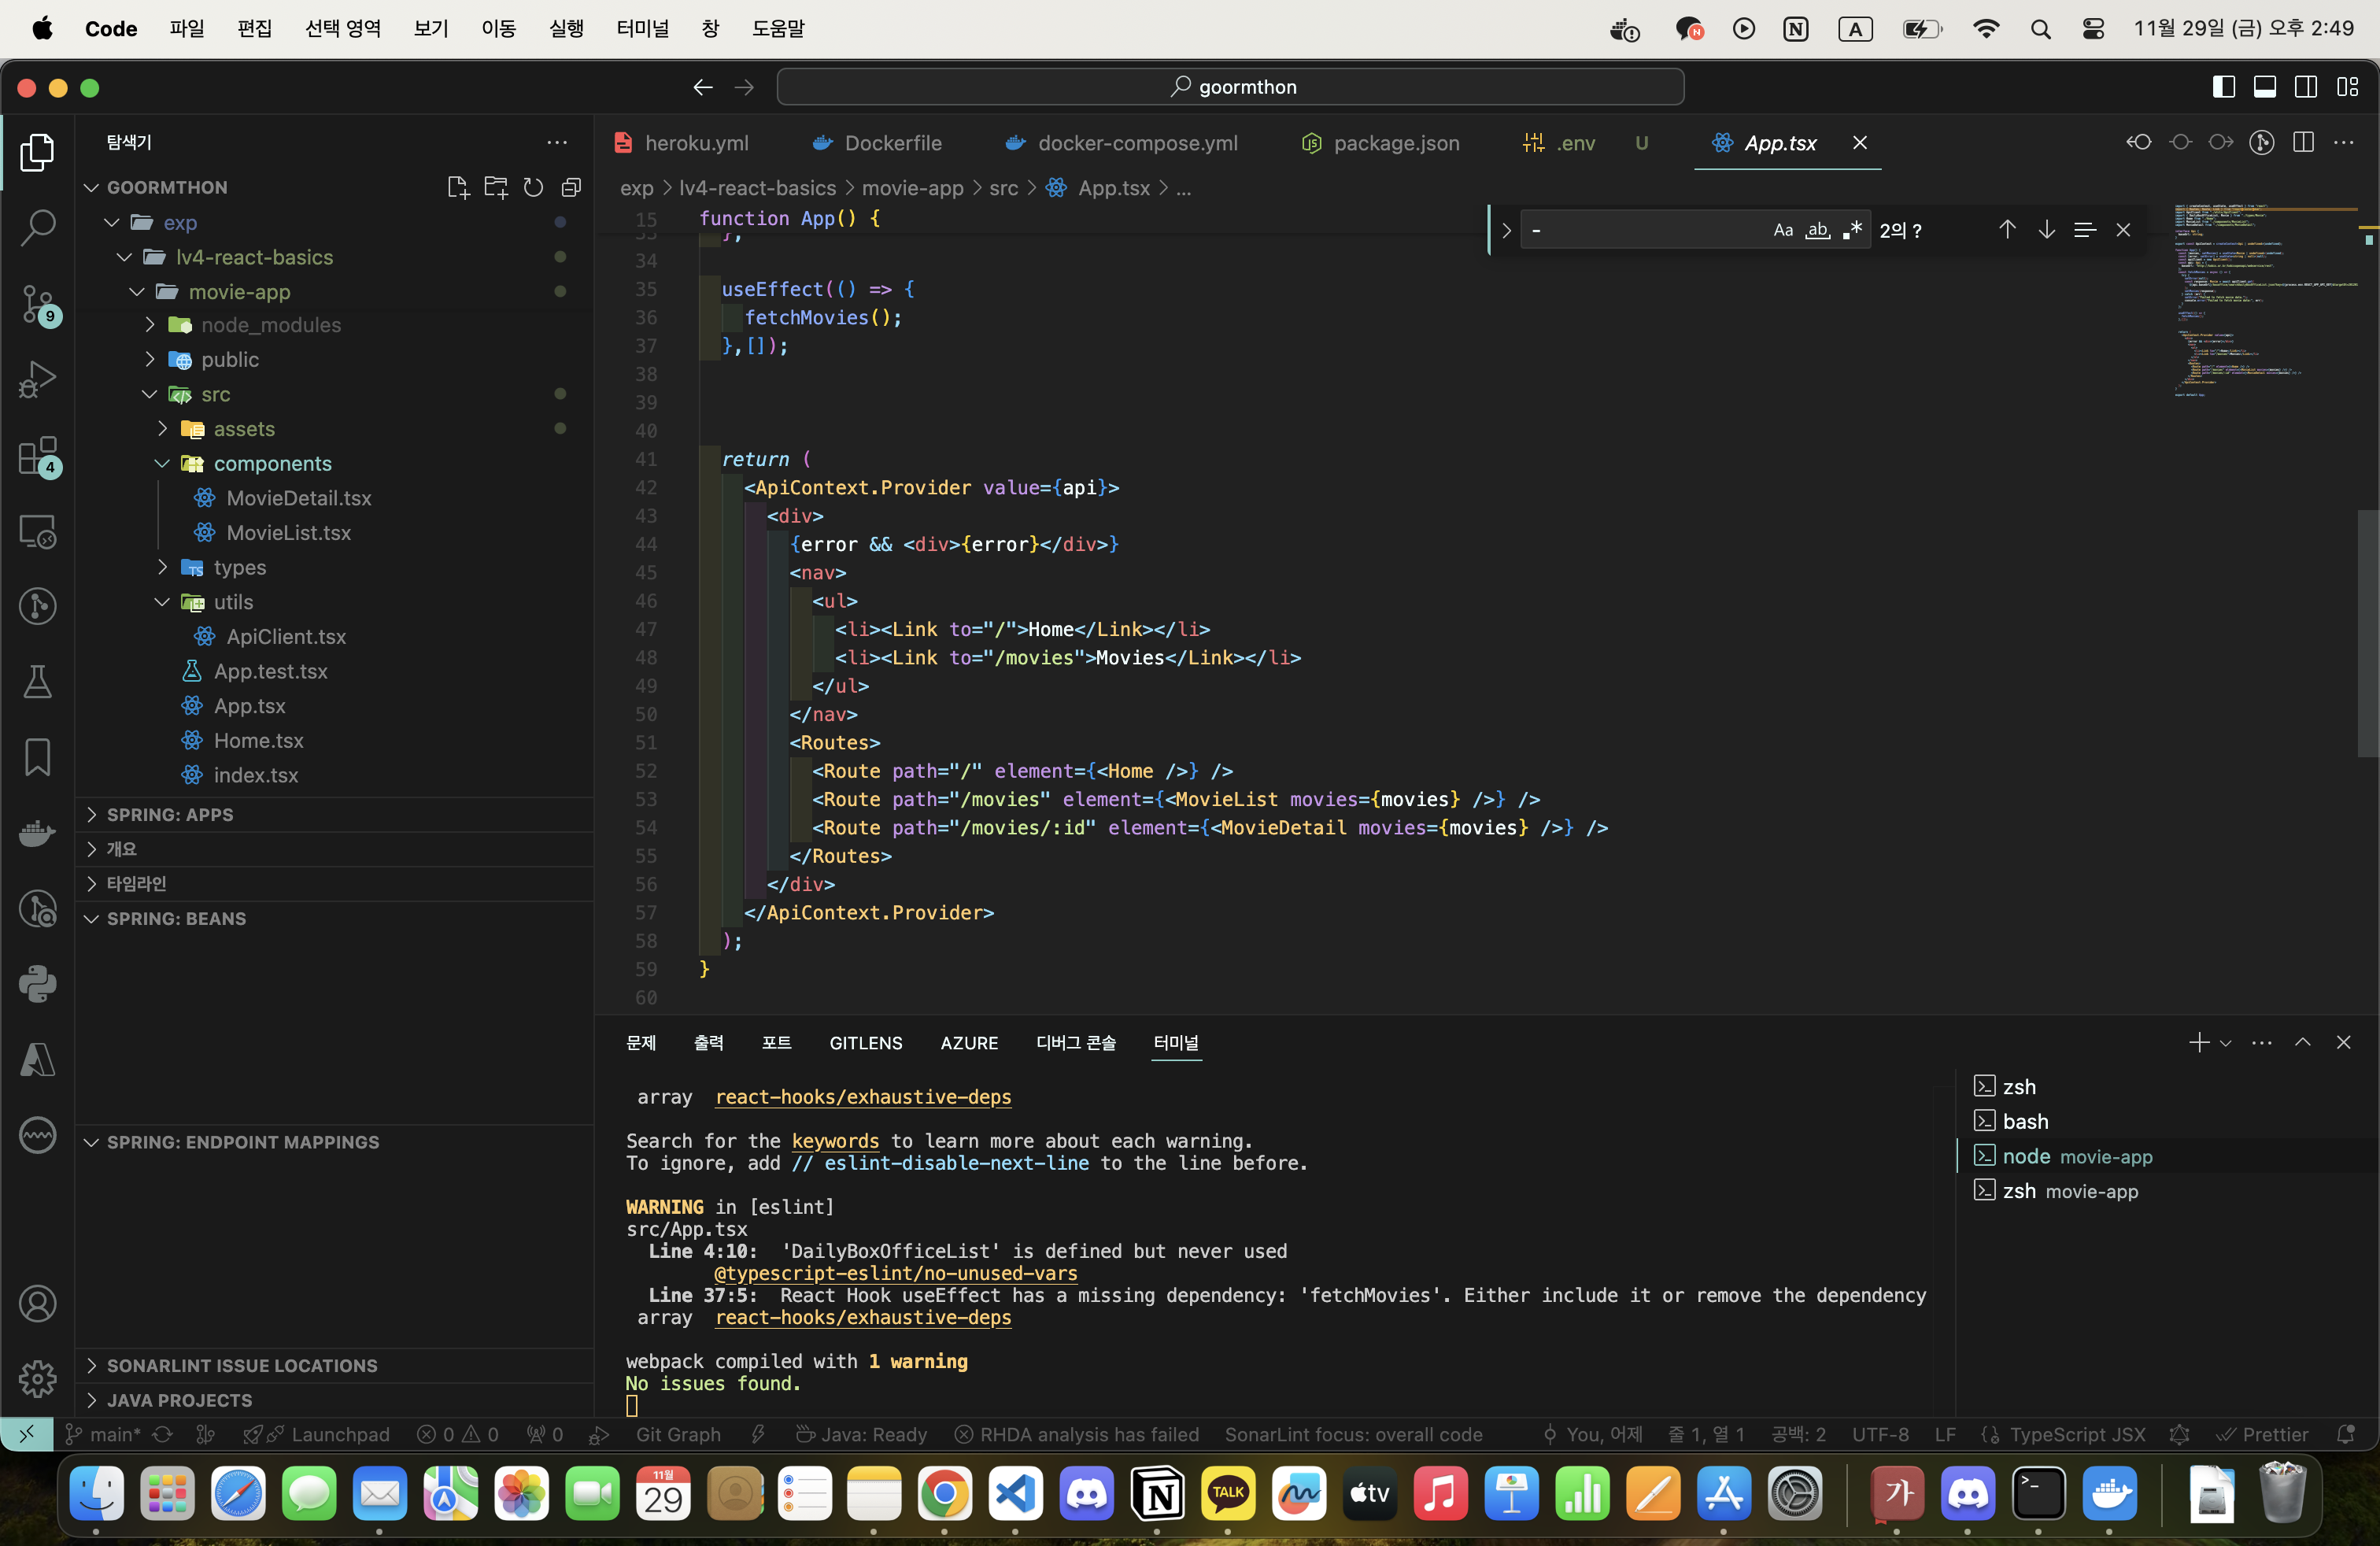 Code 파일 편집 선택 영역 보기 이동 실행 터미널 창 도움말 A 11월 29일 (금) 오후 2:49
goormthon
탐색기
GOORMTHON
exp
lv4-react-basics
movie-app
node_modules
public
src
assets
components
MovieDetail.tsx
MovieList.tsx
types
utils
ApiClient.tsx
App.test.tsx
App.tsx
Home.tsx
index.tsx
SPRING: APPS
개요
타임라인
SPRING: BEANS
SPRING: ENDPOINT MAPPINGS
SONARLINT ISSUE LOCATIONS
JAVA PROJECTS
9
4
heroku.yml Dockerfile docker-compose.yml package.json .env U App.tsx
exp > lv4-react-basics > movie-app > src > App.tsx > ...
- Aa ab 2의 ?
15 function App() {
33 };
34
35 useEffect(() => {
36 fetchMovies();
37 },[]);
38
39
40
41 return (
42 <ApiContext.Provider value={api}>
43 <div>
44 {error && <div>{error}</div>}
45 <nav>
46 <ul>
47 <li><Link to="/">Home</Link></li>
48 <li><Link to="/movies">Movies</Link></li>
49 </ul>
50 </nav>
51 <Routes>
52 <Route path="/" element={<Home />} />
53 <Route path="/movies" element={<MovieList movies={movies} />} />
54 <Route path="/movies/:id" element={<MovieDetail movies={movies} />} />
55 </Routes>
56 </div>
57 </ApiContext.Provider>
58 );
59 }
60
문제 출력 포트 GITLENS AZURE 디버그 콘솔 터미널
array react-hooks/exhaustive-deps
Search for the keywords to learn more about each warning.
To ignore, add // eslint-disable-next-line to the line before.
WARNING in [eslint]
src/App.tsx
Line 4:10: 'DailyBoxOfficeList' is defined but never used
@typescript-eslint/no-unused-vars
Line 37:5: React Hook useEffect has a missing dependency: 'fetchMovies'. Either include it or remove the dependency
array react-hooks/exhaustive-deps
webpack compiled with 1 warning
No issues found.
zsh
bash
node movie-app
zsh movie-app
main* Launchpad 0 0 0 Git Graph Java: Ready RHDA analysis has failed SonarLint focus: overall code You, 어제 줄 1, 열 1 공백: 2 UTF-8 LF TypeScript JSX Prettier
11월
29
TALK
tv
가